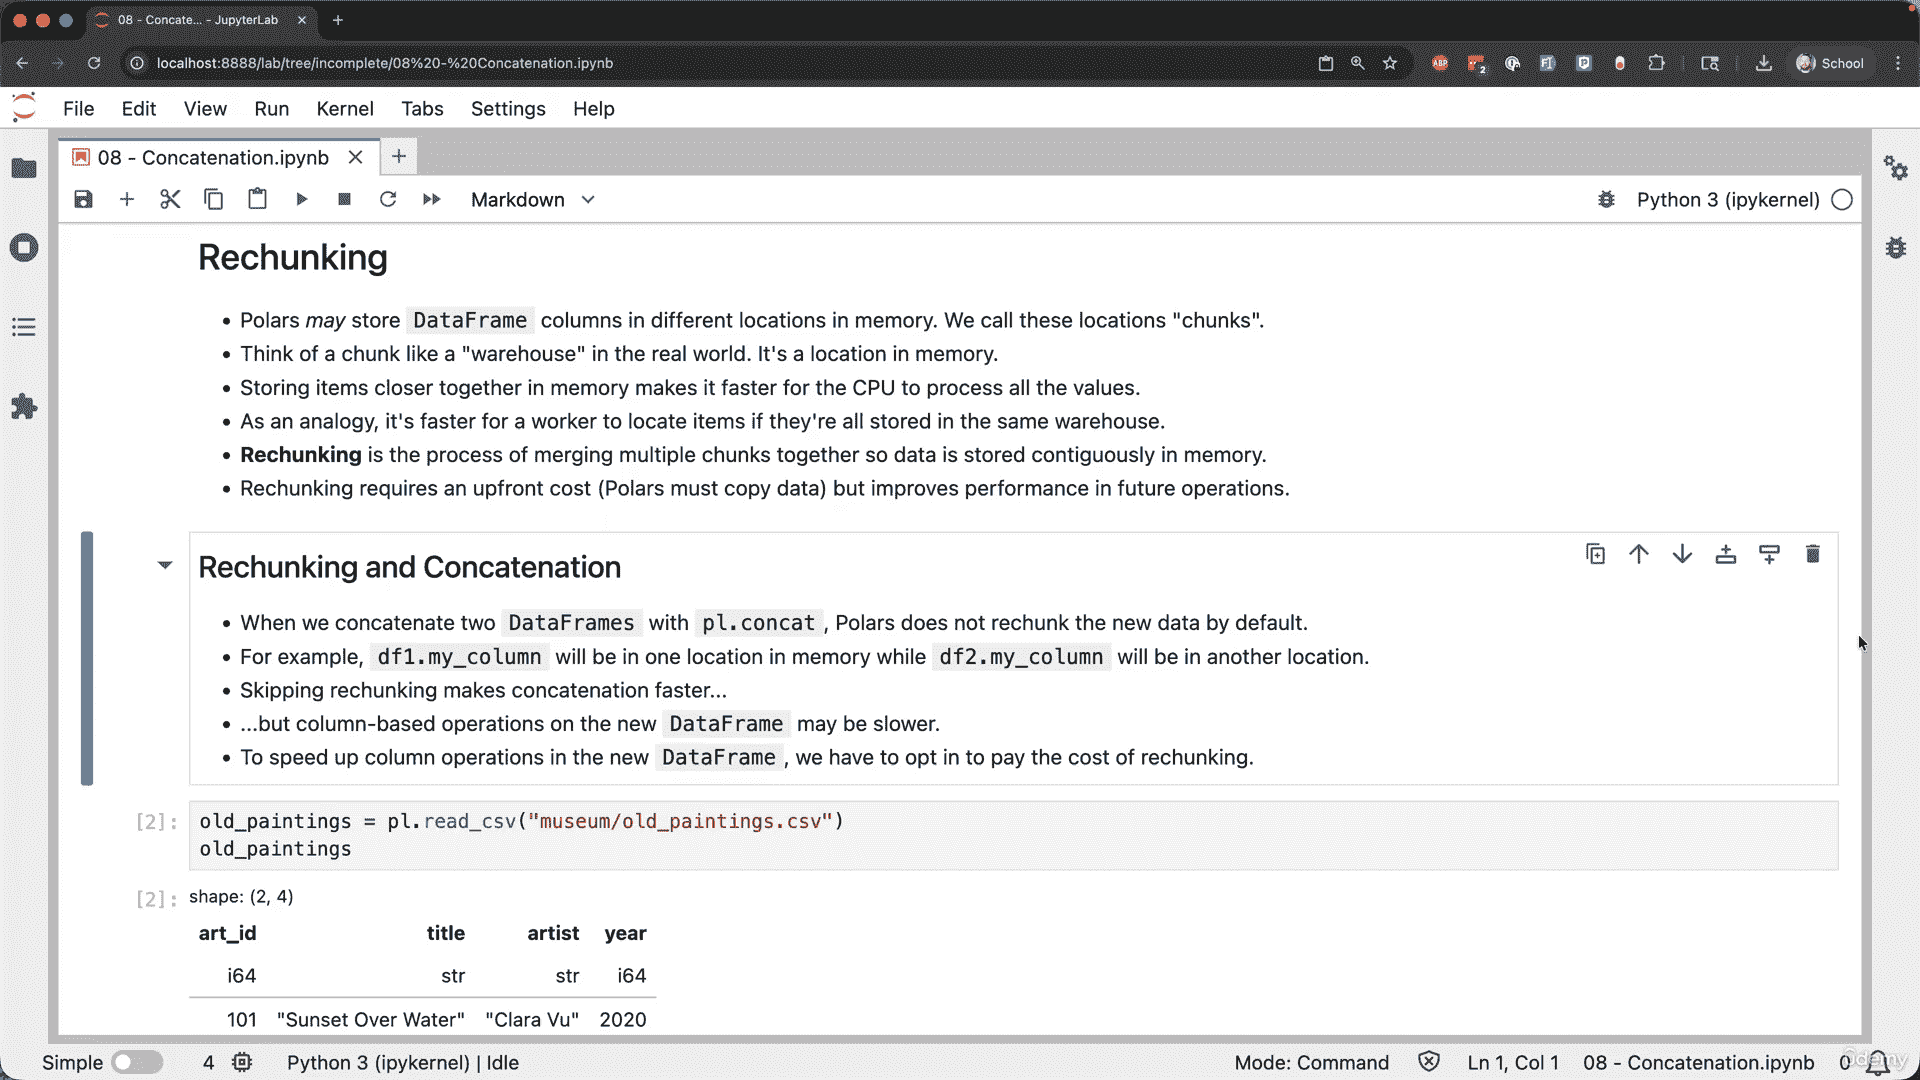 08 - Concate... - JupyterLab
localhost:8888/lab/tree/incomplete/08%20-%20Concatenation.ipynb
ABP
2
School
File Edit View Run Kernel Tabs Settings Help
08 - Concatenation.ipynb
Markdown
Python 3 (ipykernel)
Rechunking
• Polars may store DataFrame columns in different locations in memory. We call these locations "chunks".
• Think of a chunk like a "warehouse" in the real world. It's a location in memory.
• Storing items closer together in memory makes it faster for the CPU to process all the values.
• As an analogy, it's faster for a worker to locate items if they're all stored in the same warehouse.
• Rechunking is the process of merging multiple chunks together so data is stored contiguously in memory.
• Rechunking requires an upfront cost (Polars must copy data) but improves performance in future operations.
Rechunking and Concatenation
• When we concatenate two DataFrames with pl.concat, Polars does not rechunk the new data by default.
• For example, df1.my_column will be in one location in memory while df2.my_column will be in another location.
• Skipping rechunking makes concatenation faster...
• ...but column-based operations on the new DataFrame may be slower.
• To speed up column operations in the new DataFrame, we have to opt in to pay the cost of rechunking.
[2]: old_paintings = pl.read_csv("museum/old_paintings.csv")
old_paintings
[2]: shape: (2, 4)
art_id title artist year
i64 str str i64
101 "Sunset Over Water" "Clara Vu" 2020
Simple 4 Python 3 (ipykernel) | Idle Mode: Command Ln 1, Col 1 08 - Concatenation.ipynb 0
Udemy